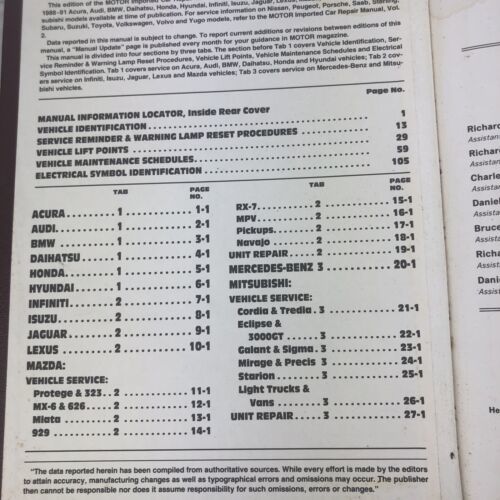 This edition of the MOTOR Imported Car Repair
1988-91 Acura, Audi, BMW, Daihatsu, Honda, Hyundai, Infiniti, Isuzu, Jaguar,
subishi models available at time of publication. For service information on Nissan, Peugeot, Porsche, Saab, Sterling,
Subaru, Suzuki, Toyota, Volkswagen, Volvo and Yugo models, refer to the MOTOR Imported Car Repair Manual, Vol.
2.
Data reported in this manual is subject to change. To report current additions or revisions between editions of this
manual, a "Manual Update" page is published every month for your guidance in MOTOR magazine.
This manual is divided into four sections by three tabs. The section before Tab 1 covers Vehicle Identification, Ser-
vice Reminder & Warning Lamp Reset Procedures, Vehicle Lift Points, Vehicle Maintenance Schedules and Electrical
Symbol Identification. Tab 1 covers service on Acura, Audi, BMW, Daihatsu, Honda and Hyundai vehicles; Tab 2 cov-
ers service on Infiniti, Isuzu, Jaguar, Lexus and Mazda vehicles; Tab 3 covers service on Mercedes-Benz and Mitsu-
bishi vehicles.
Page No.
MANUAL INFORMATION LOCATOR, Inside Rear Cover
VEHICLE IDENTIFICATION 1
SERVICE REMINDER & WARNING LAMP RESET PROCEDURES 13
VEHICLE LIFT POINTS 29
VEHICLE MAINTENANCE SCHEDULES 59
ELECTRICAL SYMBOL IDENTIFICATION 105
TAB PAGE NO.
ACURA 1 1-1
AUDI 1 2-1
BMW 1 3-1
DAIHATSU 1 4-1
HONDA 1 5-1
HYUNDAI 1 6-1
INFINITI 2 7-1
ISUZU 2 8-1
JAGUAR 2 9-1
LEXUS 2 10-1
MAZDA:
VEHICLE SERVICE:
Protege & 323 2 11-1
MX-6 & 626 2 12-1
Miata 2 13-1
929 2 14-1
TAB PAGE NO.
RX-7 2 15-1
MPV 2 16-1
Pickups 2 17-1
Navajo 2 18-1
UNIT REPAIR 2 19-1
MERCEDES-BENZ 3 20-1
MITSUBISHI:
VEHICLE SERVICE:
Cordia & Tredia 3 21-1
Eclipse &
3000GT 3 22-1
Galant & Sigma 3 23-1
Mirage & Precis 3 24-1
Starion 3 25-1
Light Trucks &
Vans 3 26-1
UNIT REPAIR 3 27-1
"The data reported herein has been compiled from authoritative sources. While every effort is made by the editors
to attain accuracy, manufacturing changes as well as typographical errors and omissions may occur. The publisher
then cannot be responsible nor does it assume responsibility for such omissions, errors or changes."
Richard
Assistant
Richard
Assistan
Charle
Assista
Daniel
Assist
Bruce
Assis
Richa
Assis
Dani
Assis
He